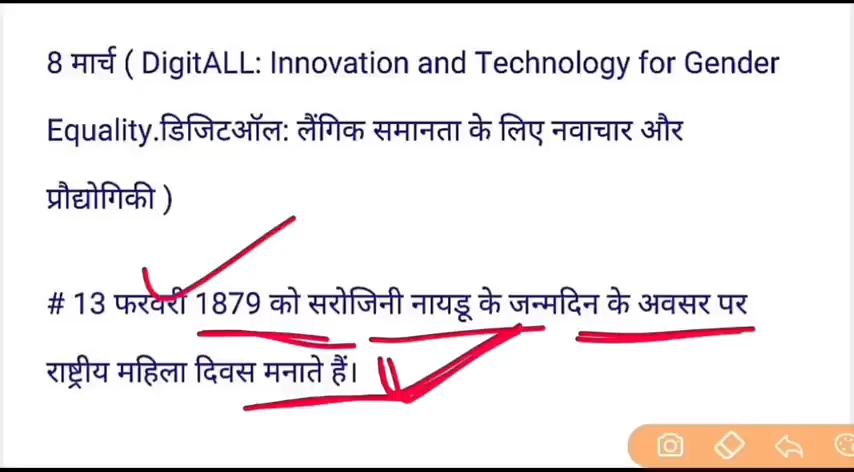 8 मार्च ( DigitALL: Innovation and Technology for Gender
Equality.डिजिटऑल: लैंगिक समानता के लिए नवाचार और
प्रौद्योगिकी )
# 13 फरवरी 1879 को सरोजिनी नायडू के जन्मदिन के अवसर पर
राष्ट्रीय महिला दिवस मनाते हैं।